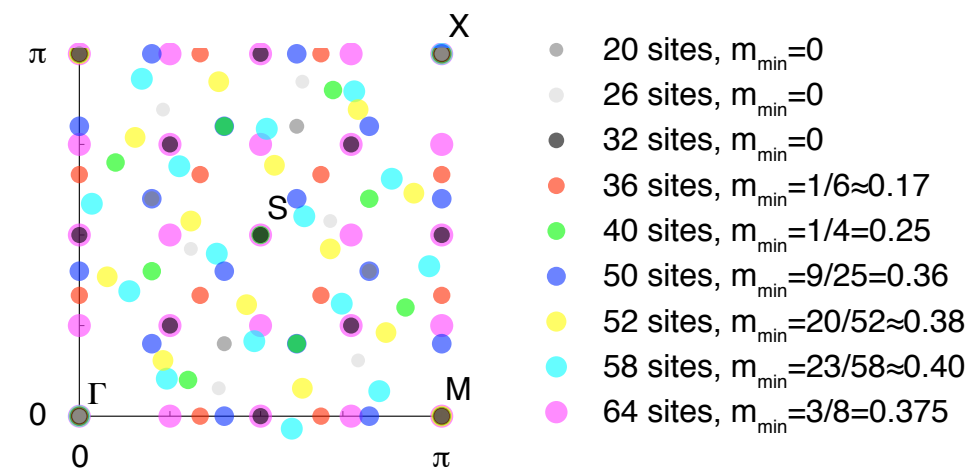 X
π
S
Γ
M
0
0
π
20 sites, m_min=0
26 sites, m_min=0
32 sites, m_min=0
36 sites, m_min=1/6≈0.17
40 sites, m_min=1/4=0.25
50 sites, m_min=9/25=0.36
52 sites, m_min=20/52≈0.38
58 sites, m_min=23/58≈0.40
64 sites, m_min=3/8=0.375